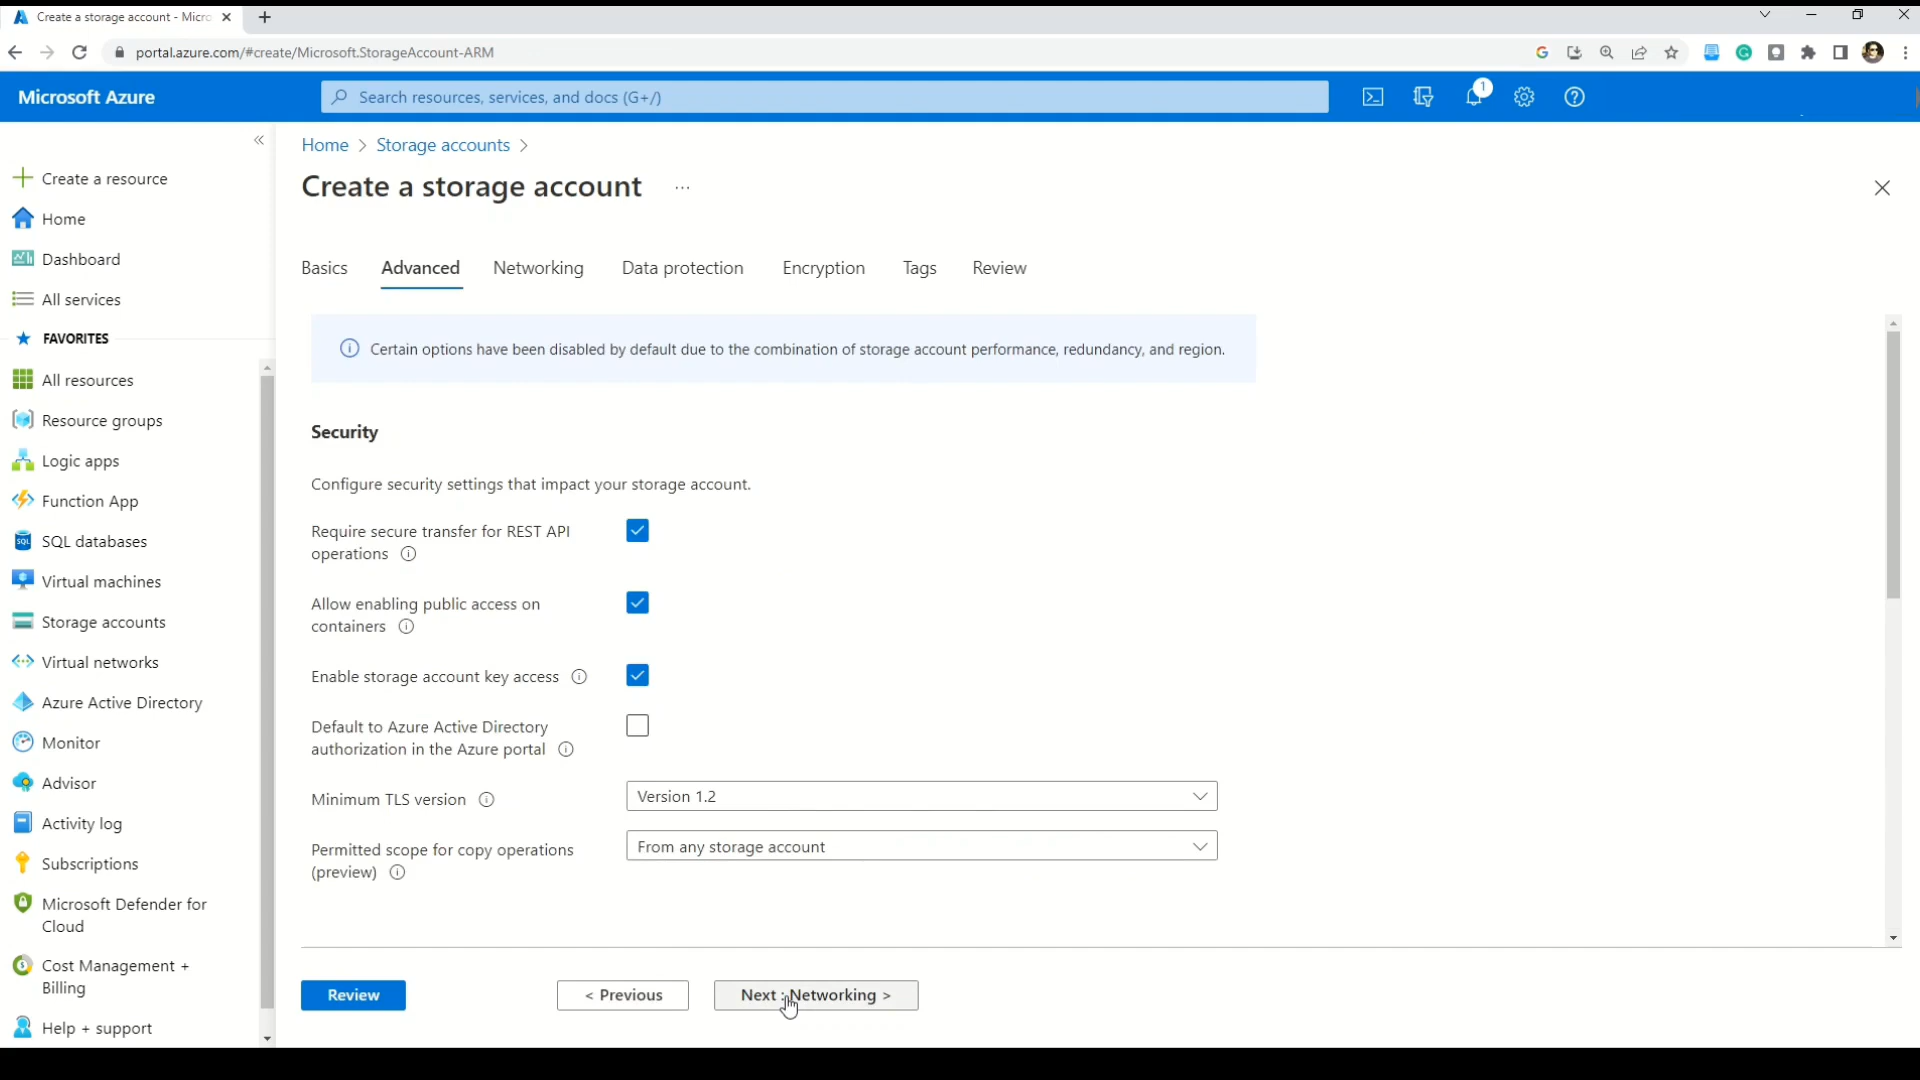 Create a storage account - Micro
portal.azure.com/#create/Microsoft.StorageAccount-ARM
Microsoft Azure
Search resources, services, and docs (G+/)
1
Create a resource
Home
Dashboard
All services
FAVORITES
All resources
Resource groups
Logic apps
Function App
SQL
SQL databases
Virtual machines
Storage accounts
Virtual networks
Azure Active Directory
Monitor
Advisor
Activity log
Subscriptions
Microsoft Defender for
Cloud
Cost Management +
Billing
Help + support
Home > Storage accounts >
Create a storage account ...
Basics Advanced Networking Data protection Encryption Tags Review
Certain options have been disabled by default due to the combination of storage account performance, redundancy, and region.
Security
Configure security settings that impact your storage account.
Require secure transfer for REST API
operations
Allow enabling public access on
containers
Enable storage account key access
Default to Azure Active Directory
authorization in the Azure portal
Minimum TLS version
Version 1.2
Permitted scope for copy operations
(preview)
From any storage account
Review
< Previous
Next : Networking >